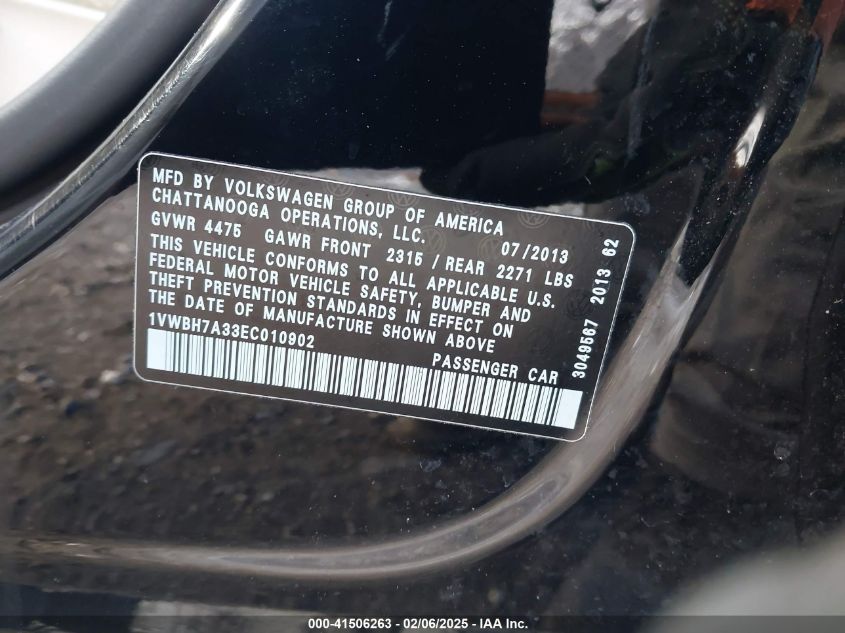 MFD BY VOLKSWAGEN GROUP OF AMERICA
CHATTANOOGA OPERATIONS, LLC. 07/2013
GVWR 4475 GAWR FRONT 2315 / REAR 2271 LBS
THIS VEHICLE CONFORMS TO ALL APPLICABLE U.S.
FEDERAL MOTOR VEHICLE SAFETY, BUMPER AND
THEFT PREVENTION STANDARDS IN EFFECT ON
THE DATE OF MANUFACTURE SHOWN ABOVE
1VWBH7A33EC010902 PASSENGER CAR
3049567 2013 62
000-41506263 - 02/06/2025 - IAA Inc.